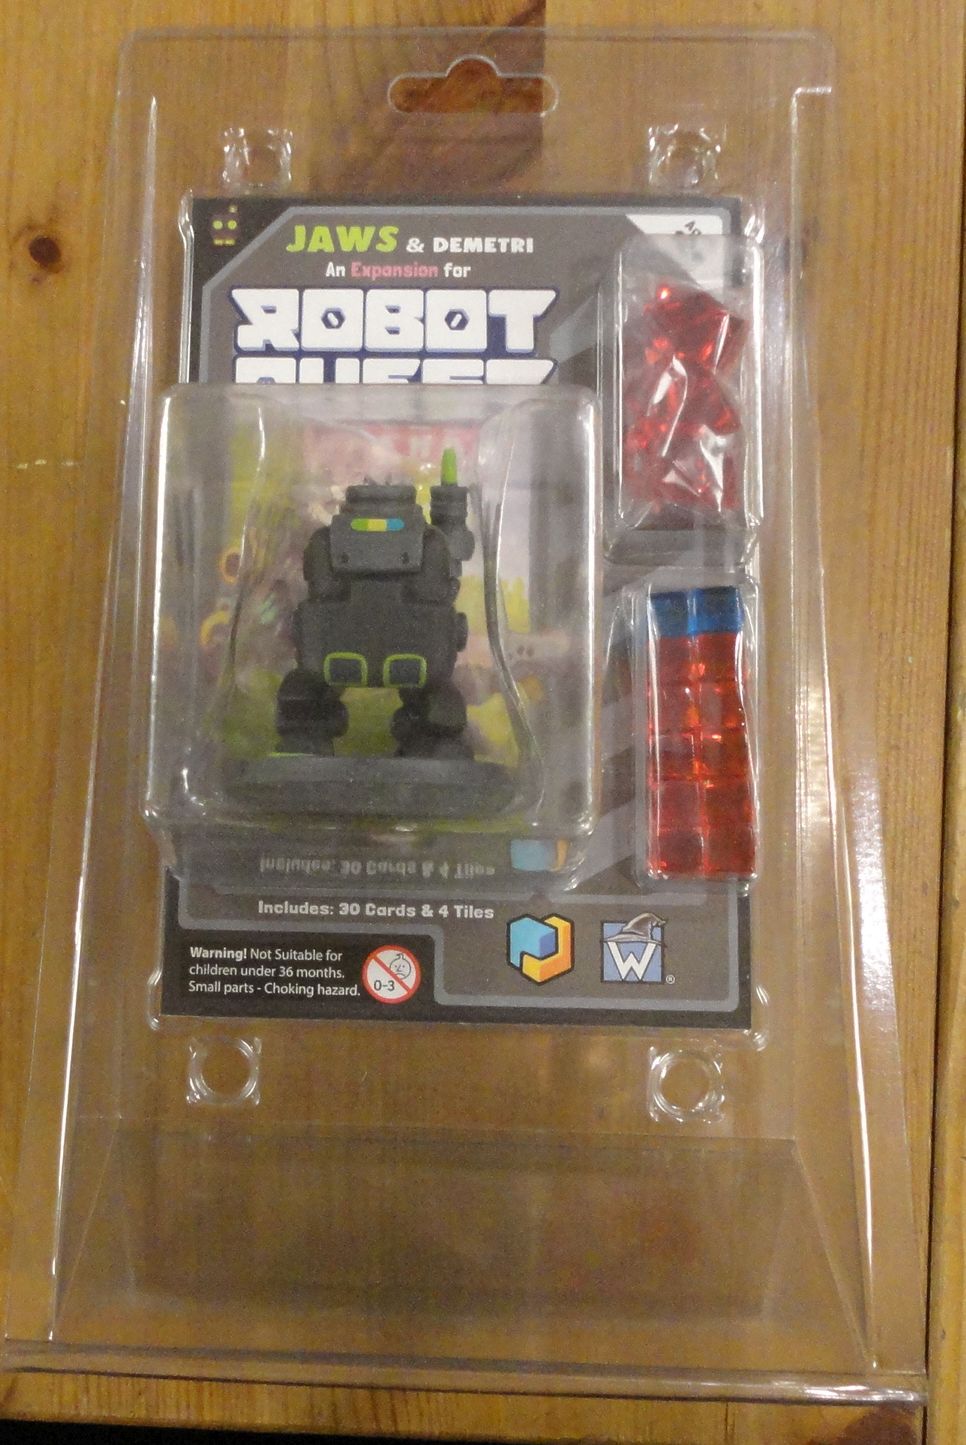 JAWS & DEMETRI
An Expansion for
ROBOT
QUEST
Includes: 30 Cards & 4 Tiles
Includes: 30 Cards & 4 Tiles
Warning! Not Suitable for
children under 36 months.
Small parts - Choking hazard.
0-3
W
®